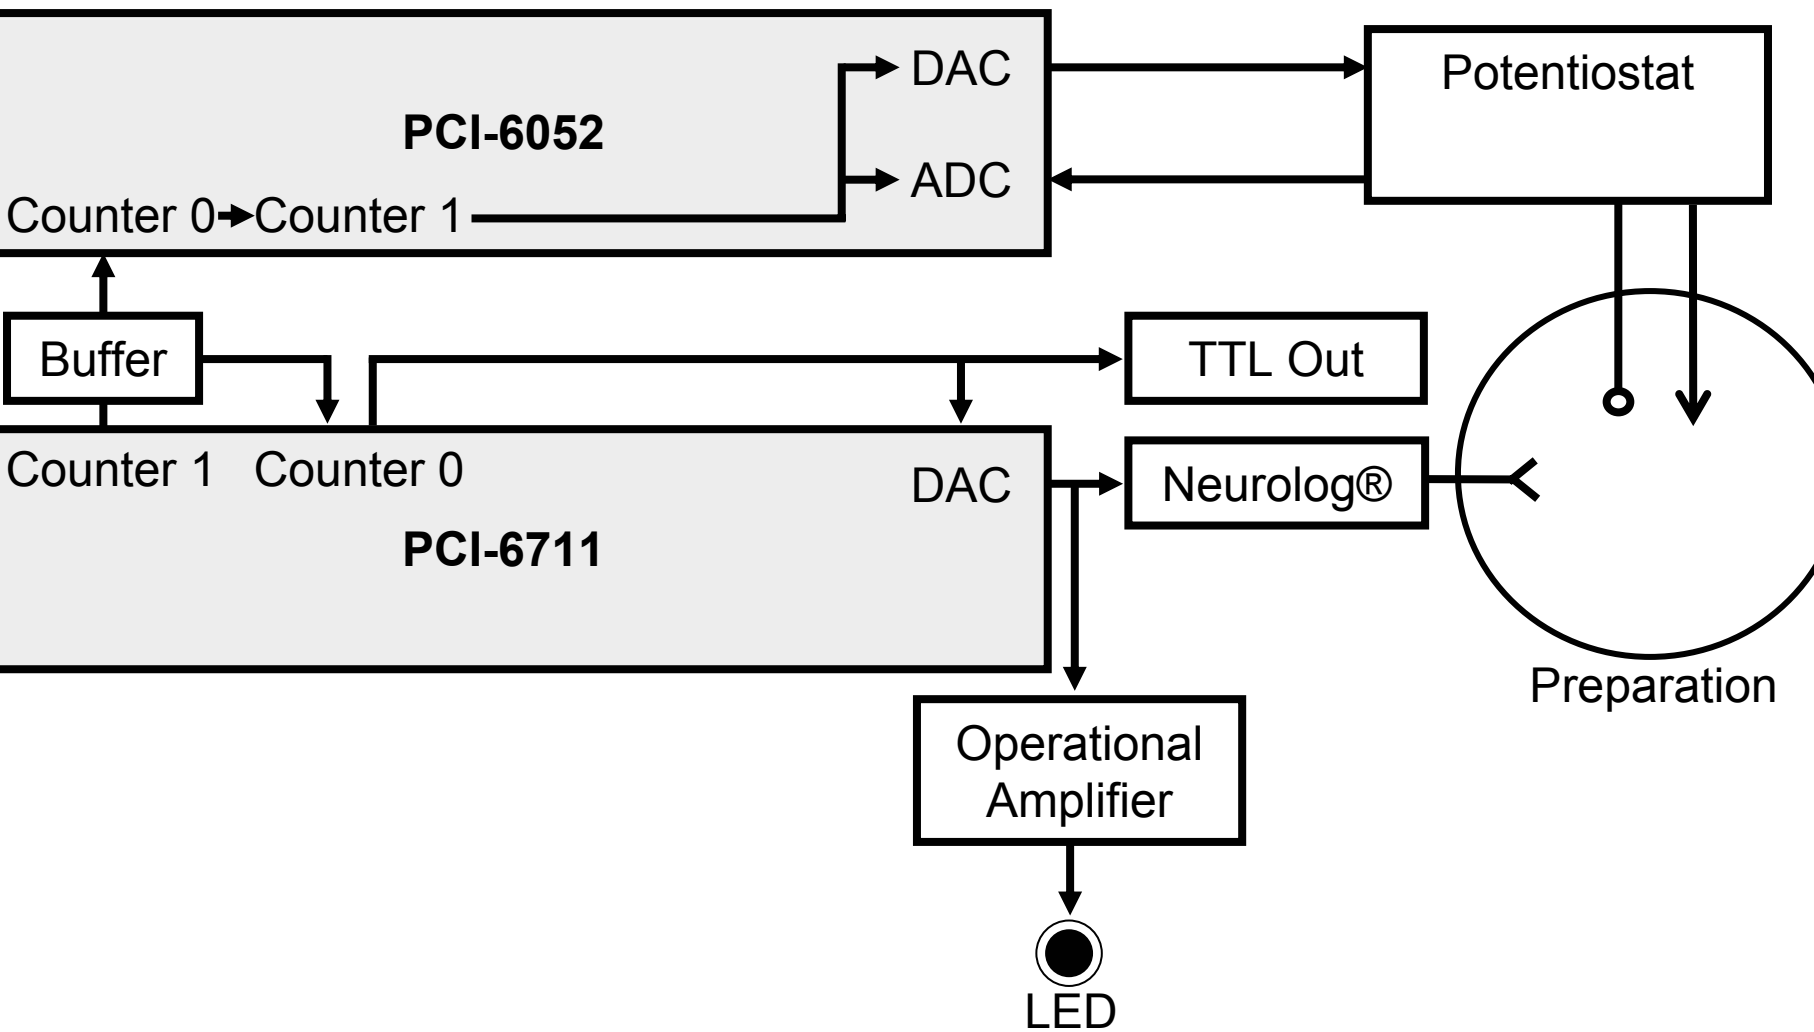 DAC
Potentiostat
PCI-6052
ADC
Counter 0
Counter 1
Buffer
TTL Out
Counter 1
Counter 0
DAC
Neurolog®
PCI-6711
Preparation
Operational
Amplifier
LED